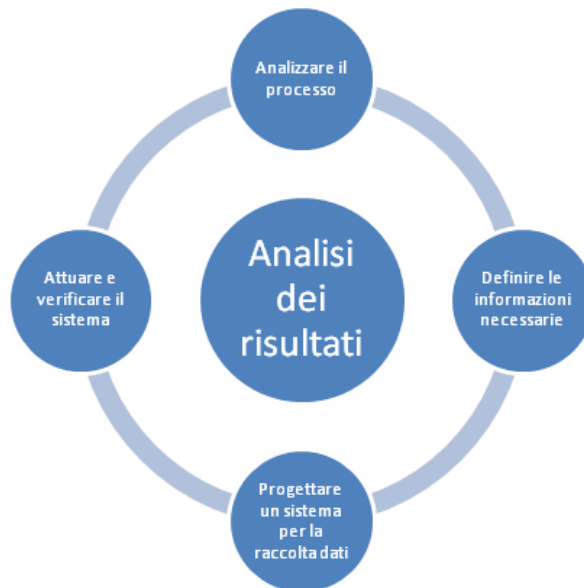 Analizzare il
processo
Analisi
dei
risultati
Attuare e
verificare il
sistema
Definire le
informazioni
necessarie
Progettare
un sistema
per la
raccolta dati